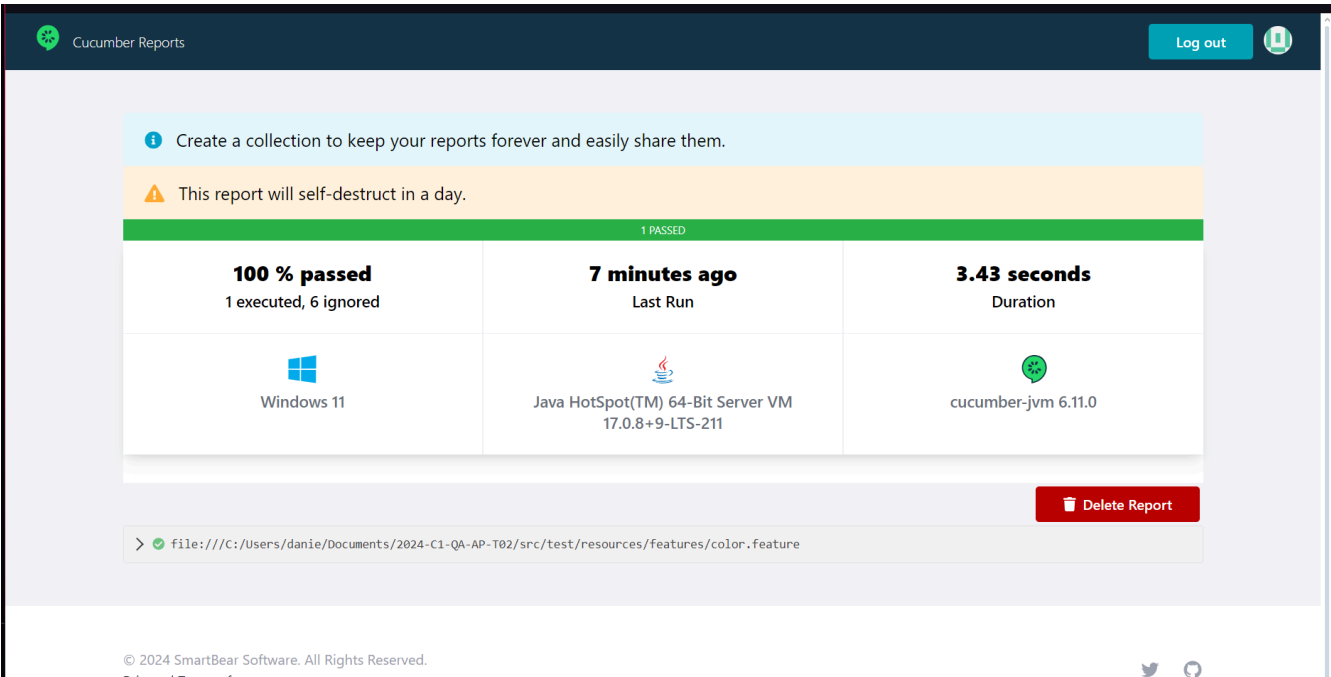 Cucumber Reports
Log out
Create a collection to keep your reports forever and easily share them.
This report will self-destruct in a day.
1 PASSED
100 % passed
1 executed, 6 ignored
7 minutes ago
Last Run
3.43 seconds
Duration
Windows 11
Java HotSpot(TM) 64-Bit Server VM
17.0.8+9-LTS-211
cucumber-jvm 6.11.0
Delete Report
file:///C:/Users/danie/Documents/2024-C1-QA-AP-T02/src/test/resources/features/color.feature
© 2024 SmartBear Software. All Rights Reserved.